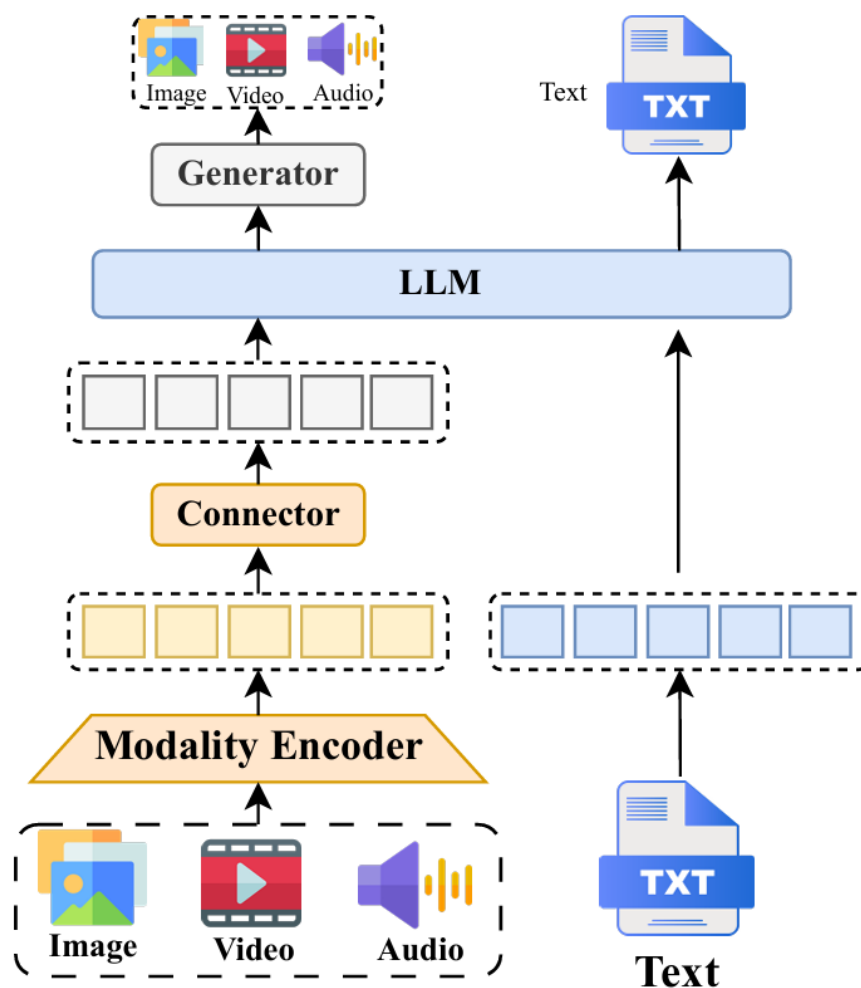 Image Video Audio
Text
TXT
Generator
LLM
Connector
Modality Encoder
Image Video Audio
TXT
Text